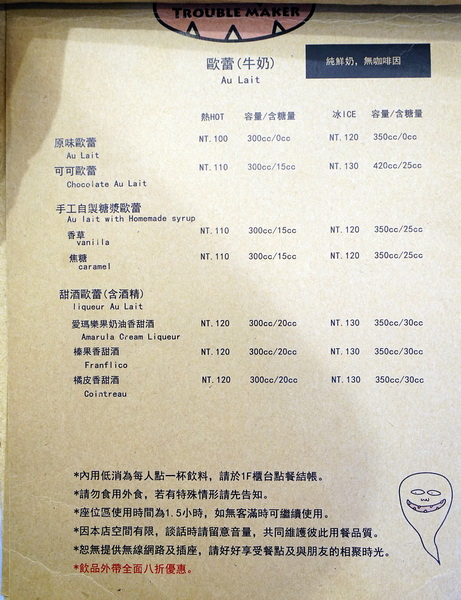 TROUBLE MAKER
歐蕾(牛奶)
Au Lait
純鮮奶，無咖啡因
熱HOT 容量/含糖量 冰ICE 容量/含糖量
原味歐蕾 NT.100 300cc/0cc NT.120 350cc/0cc
Au Lait
可可歐蕾 NT.110 300cc/15cc NT.130 420cc/25cc
Chocolate Au Lait
手工自製糖漿歐蕾
Au lait with Homemade syrup
香草 NT.110 300cc/15cc NT.120 350cc/25cc
vanilla
焦糖 NT.110 300cc/15cc NT.120 350cc/25cc
caramel
甜酒歐蕾(含酒精)
liqueur Au Lait
愛瑪樂果奶油香甜酒 NT.120 300cc/20cc NT.130 350cc/30cc
Amarula Cream Liqueur
榛果香甜酒 NT.120 300cc/20cc NT.130 350cc/30cc
Franflico
橘皮香甜酒 NT.120 300cc/20cc NT.130 350cc/30cc
Cointreau
*內用低消為每人點一杯飲料，請於1F櫃台點餐結帳。
*請勿食用外食，若有特殊情形請先告知。
*座位區使用時間為1.5小時，如無客滿時可繼續使用。
*因本店空間有限，談話時請留意音量，共同維護彼此用餐品質。
*恕無提供無線網路及插座，請好好享受餐點及與朋友的相聚時光。
*飲品外帶全面八折優惠。